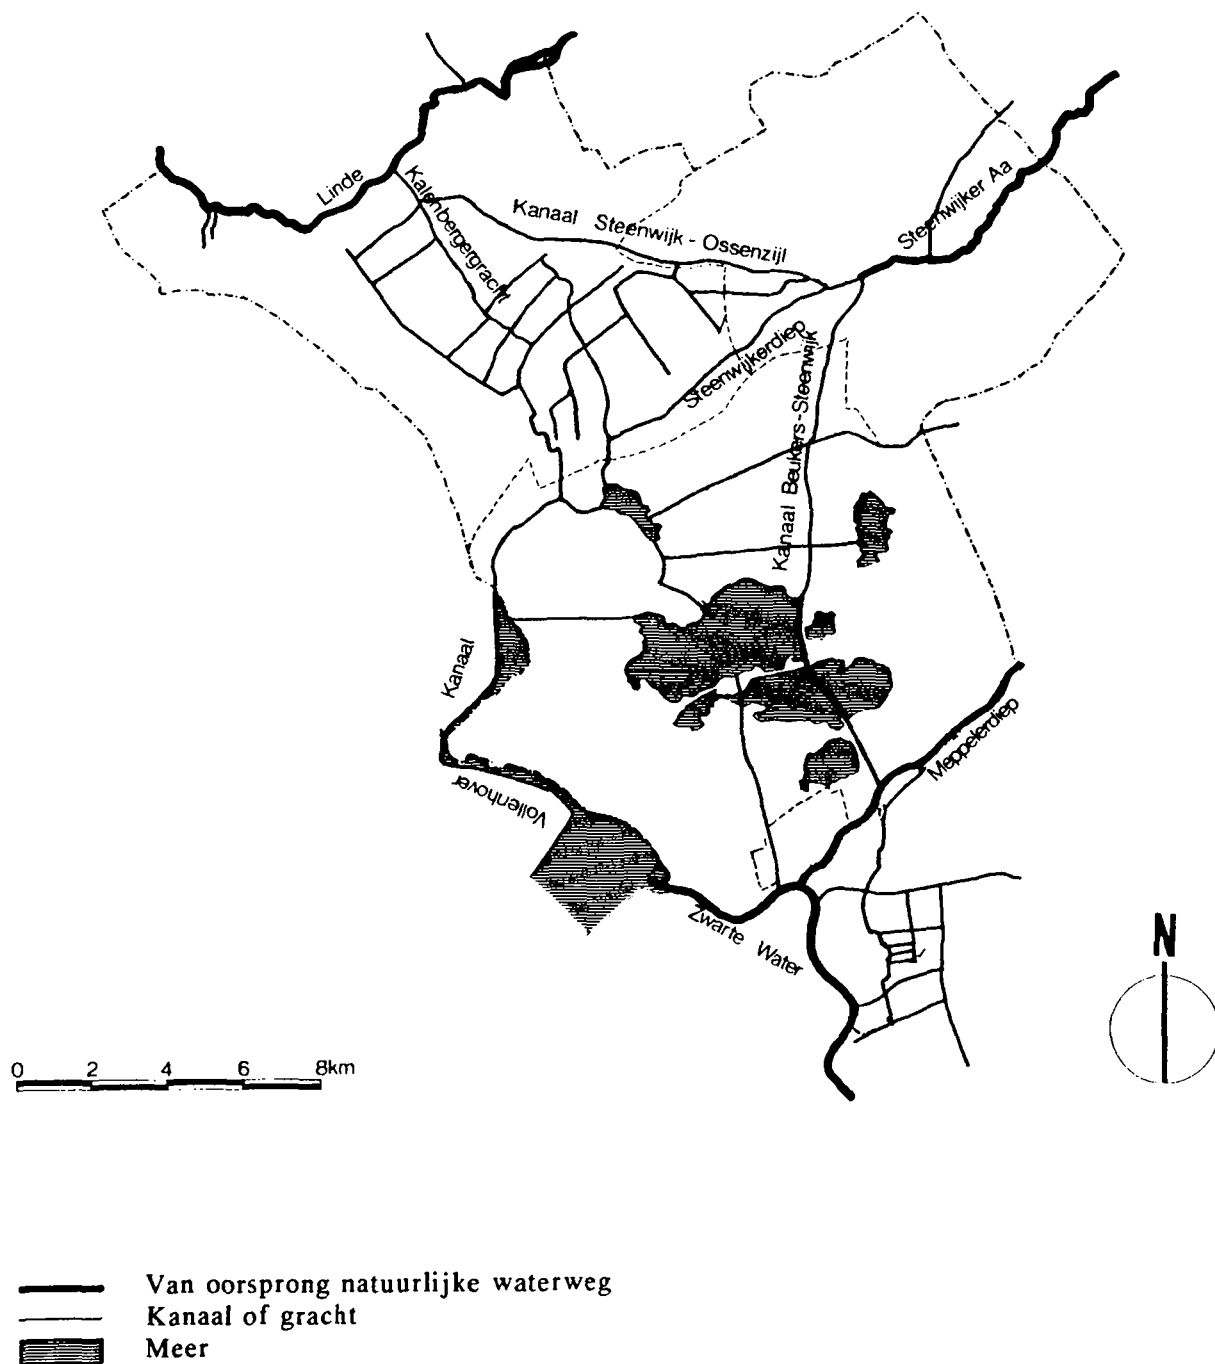 Linde
Kalenbergergracht
Kanaal Steenwijk - Ossenzijl
Steenwijker Aa
Steenwijkerdiep
Kanaal Beukers-Steenwijk
Kanaal
Vollenhover
Meppelerdiep
Zwarte Water
N
0 2 4 6 8km
Van oorsprong natuurlijke waterweg
Kanaal of gracht
Meer